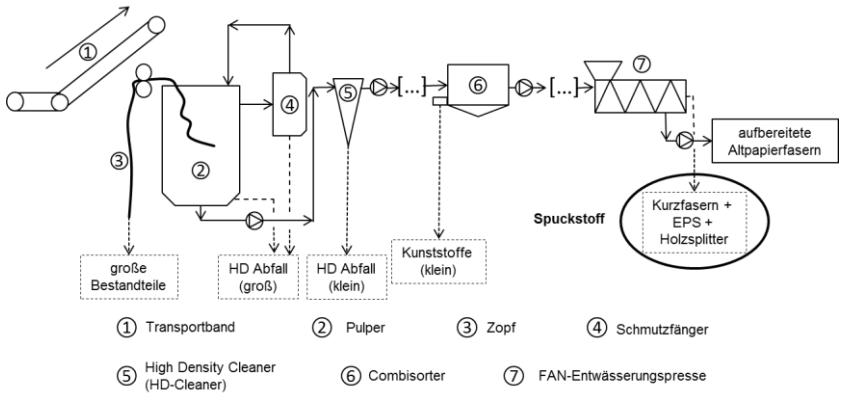 ①
②
③
④
⑤
⑥
⑦
[...]
[...]
aufbereitete
Altpapierfasern
Spuckstoff
Kurzfasern +
EPS +
Holzsplitter
große
Bestandteile
HD Abfall
(groß)
HD Abfall
(klein)
Kunststoffe
(klein)
① Transportband
② Pulper
③ Zopf
④ Schmutzfänger
⑤ High Density Cleaner
(HD-Cleaner)
⑥ Combisorter
⑦ FAN-Entwässerungspresse